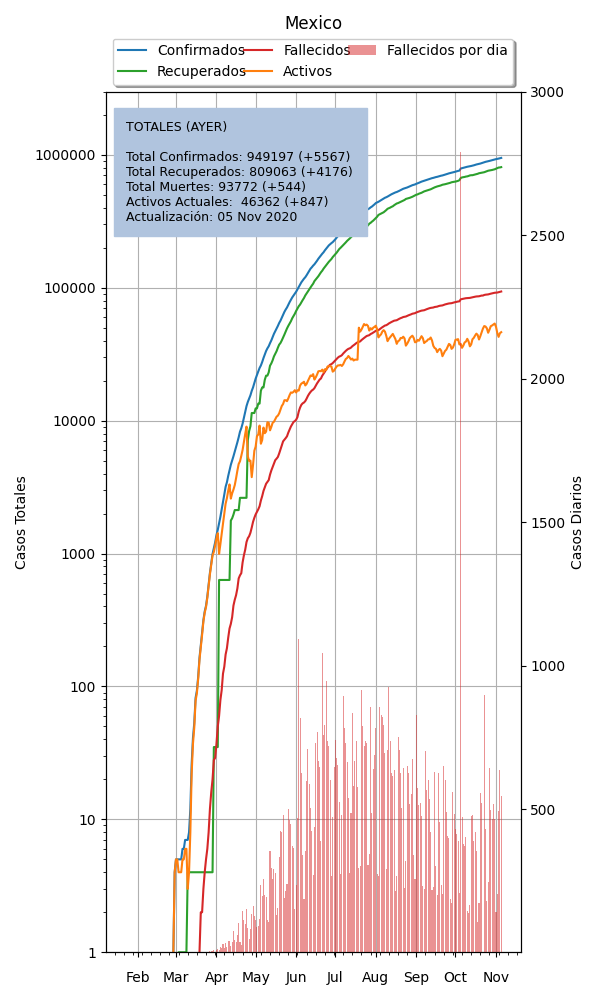 Mexico
Confirmados
Recuperados
Fallecidos
Activos
Fallecidos por dia
TOTALES (AYER)
Total Confirmados: 949197 (+5567)
Total Recuperados: 809063 (+4176)
Total Muertes: 93772 (+544)
Activos Actuales:  46362 (+847)
Actualización: 05 Nov 2020
Casos Totales
1000000
100000
10000
1000
100
10
1
Casos Diarios
3000
2500
2000
1500
1000
500
Feb Mar Apr May Jun Jul Aug Sep Oct Nov